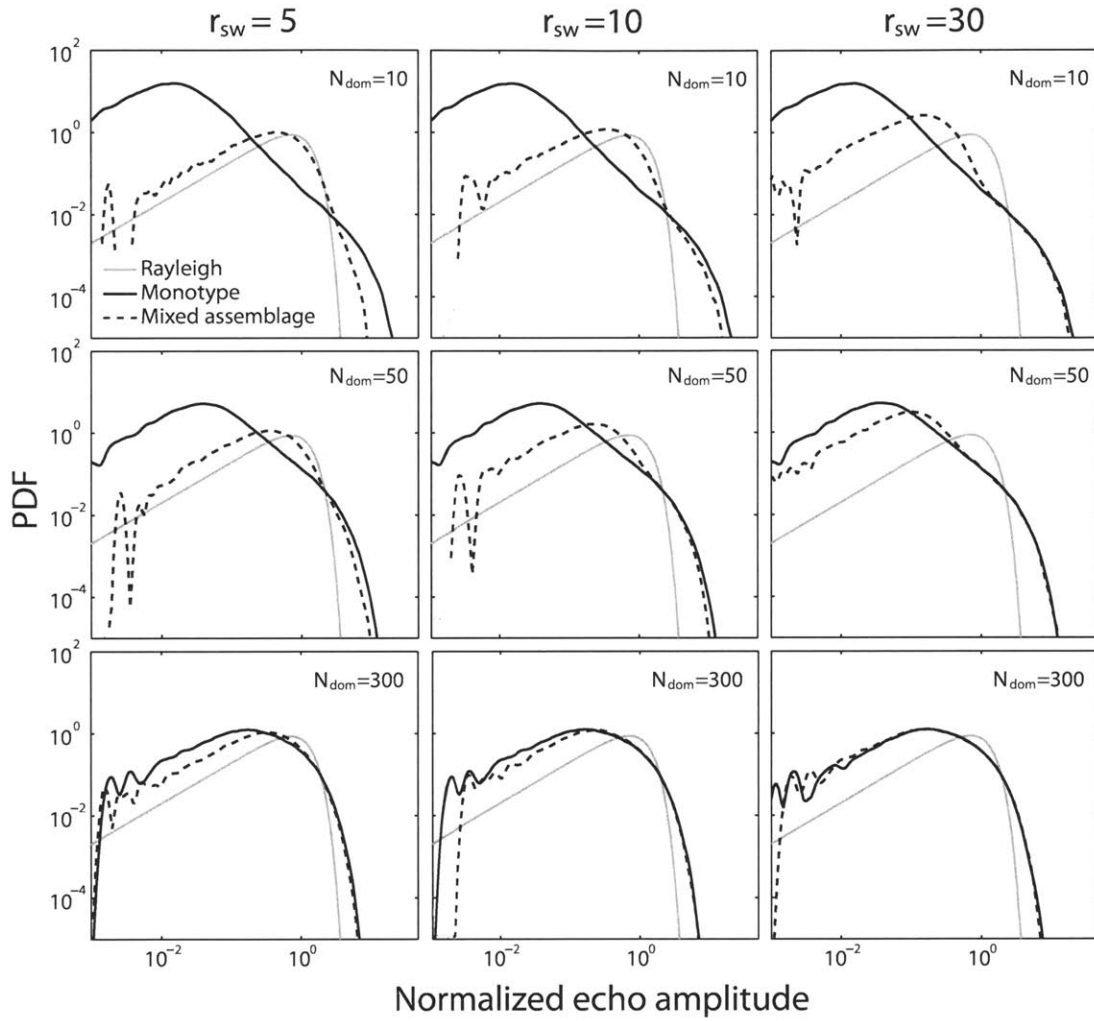 r_sw = 5 r_sw = 10 r_sw = 30
10^2 N_dom=10 N_dom=10 N_dom=10
10^0
10^-2
Rayleigh
Monotype
10^-4
Mixed assemblage
10^2 N_dom=50 N_dom=50 N_dom=50
10^0
PDF
10^-2
10^-4
10^2 N_dom=300 N_dom=300 N_dom=300
10^0
10^-2
10^-4
10^-2 10^0 10^-2 10^0 10^-2 10^0
Normalized echo amplitude